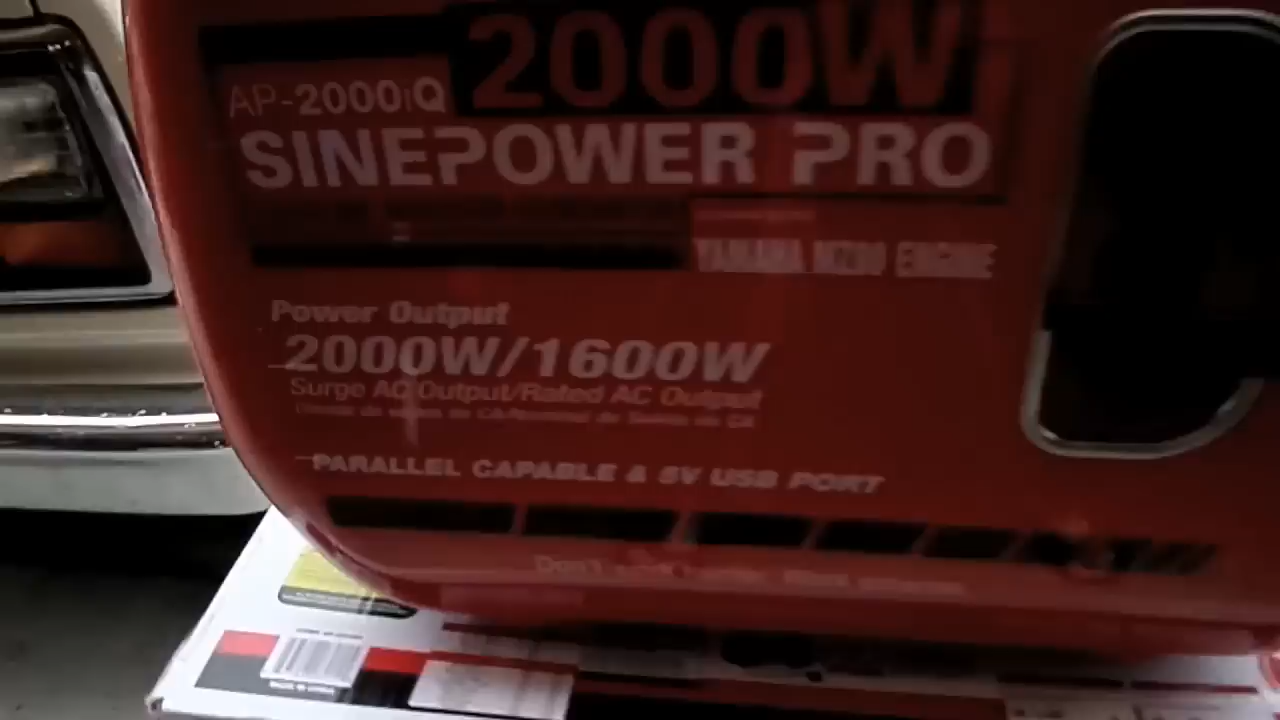 2000W
AP-2000iQ
SINEPOWER PRO
YAMAHA MZ80 ENGINE
Power Output
2000W/1600W
Surge AC Output/Rated AC Output
PARALLEL CAPABLE & 5V USB PORT
Don't